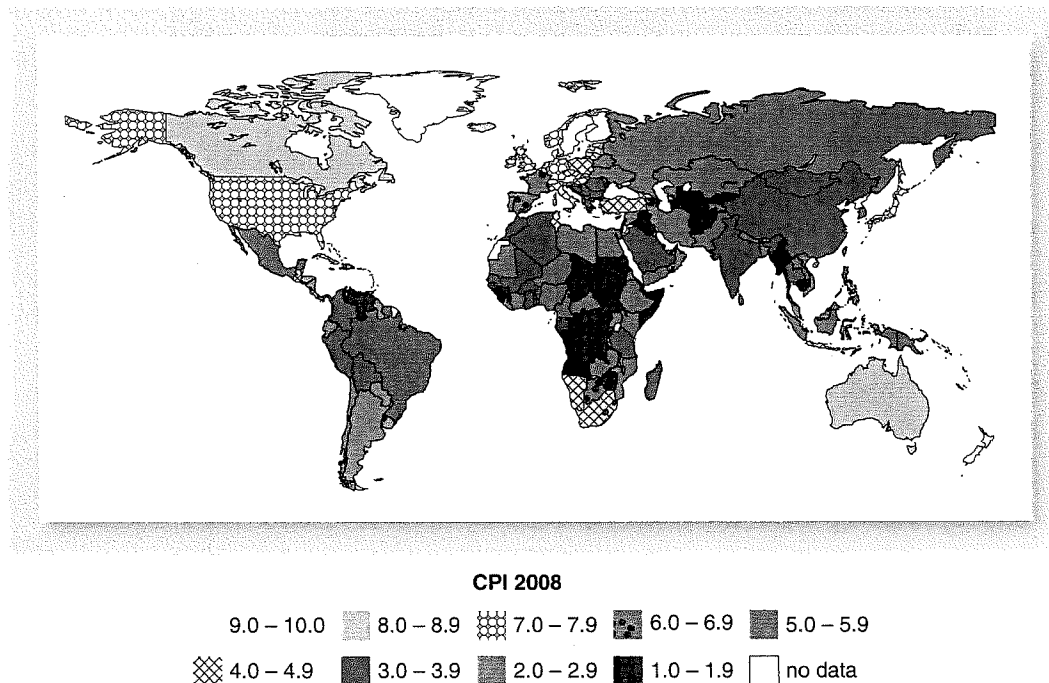 CPI 2008
9.0 – 10.0 8.0 – 8.9 7.0 – 7.9 6.0 – 6.9 5.0 – 5.9
4.0 – 4.9 3.0 – 3.9 2.0 – 2.9 1.0 – 1.9 no data